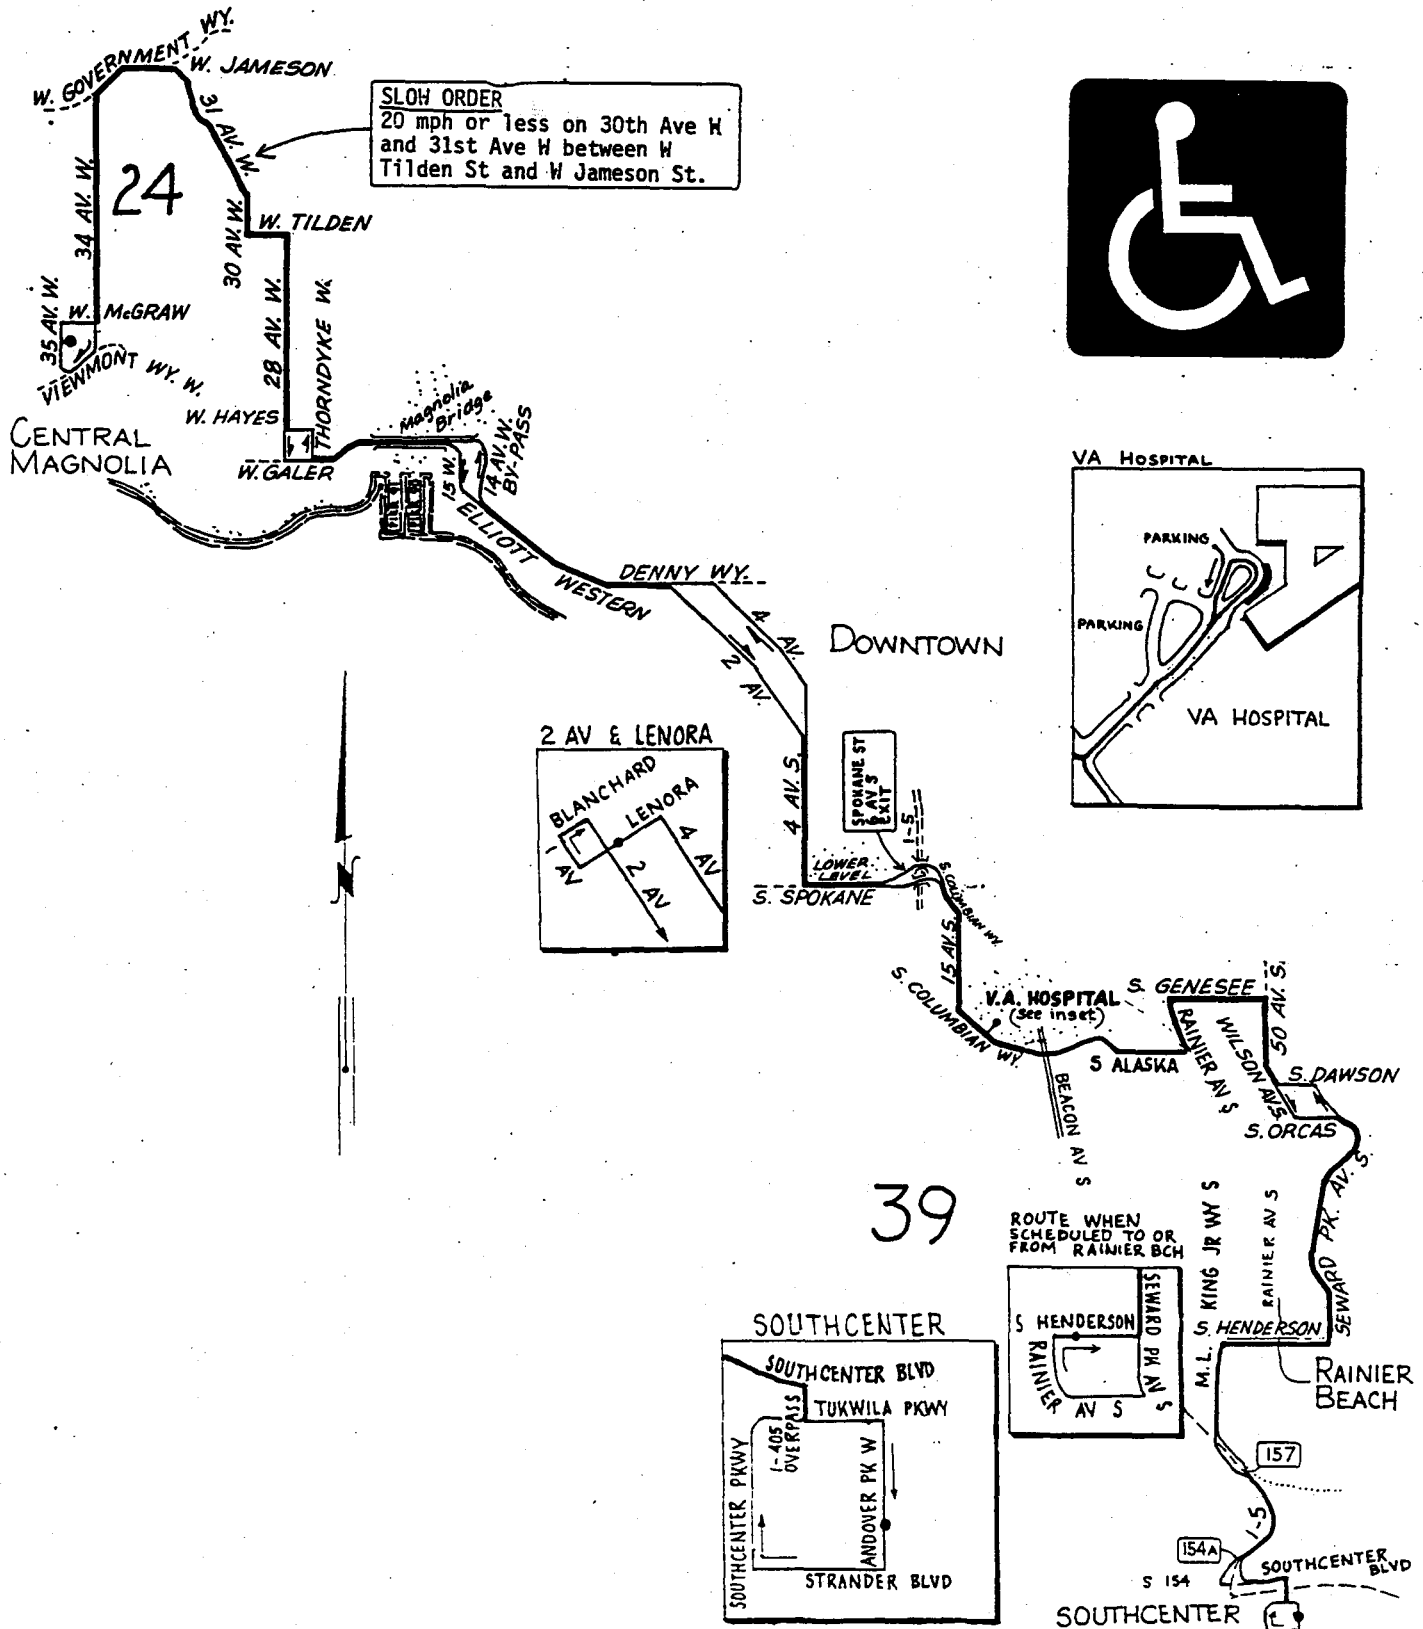 W. GOVERNMENT WY.
W. JAMESON
31 AV. W.
SLOW ORDER
20 mph or less on 30th Ave W
and 31st Ave W between W
Tilden St and W Jameson St.
24
34 AV. W.
30 AV. W.
W. TILDEN
35 AV. W.
W. McGRAW
28 AV. W.
THORNDYKE W.
VIEWMONT WY. W.
W. HAYES
CENTRAL
MAGNOLIA
W. GALER
Magnolia
Bridge
15 W.
14 AV. W.
BY-PASS
ELLIOTT
WESTERN
DENNY WY.
4 AV.
2 AV.
DOWNTOWN
VA HOSPITAL
PARKING
PARKING
VA HOSPITAL
2 AV & LENORA
BLANCHARD
LENORA
1 AV
2 AV
4 AV
N
4 AV. S.
SPOKANE ST
6 AV S
EXIT
I-5
LOWER
LEVEL
S. SPOKANE
S. COLUMBIAN WY.
15 AV. S.
S. COLUMBIAN WY.
V.A. HOSPITAL
(see inset)
S. GENESEE
50 AV. S.
RAINIER AV S
WILSON AV S
S ALASKA
BEACON AV S
S. DAWSON
S. ORCAS
SEWARD PK. AV. S.
39
ROUTE WHEN
SCHEDULED TO OR
FROM RAINIER BCH
S HENDERSON
SEWARD PK AV S
RAINIER
AV S
M.L. KING JR WY S
RAINIER AV S
S. HENDERSON
RAINIER
BEACH
SOUTHCENTER
SOUTHCENTER BLVD
TUKWILA PKWY
I-405
OVERPASS
SOUTHCENTER PKWY
ANDOVER PK W
STRANDER BLVD
157
I-5
154A
SOUTHCENTER
BLVD
S 154
SOUTHCENTER